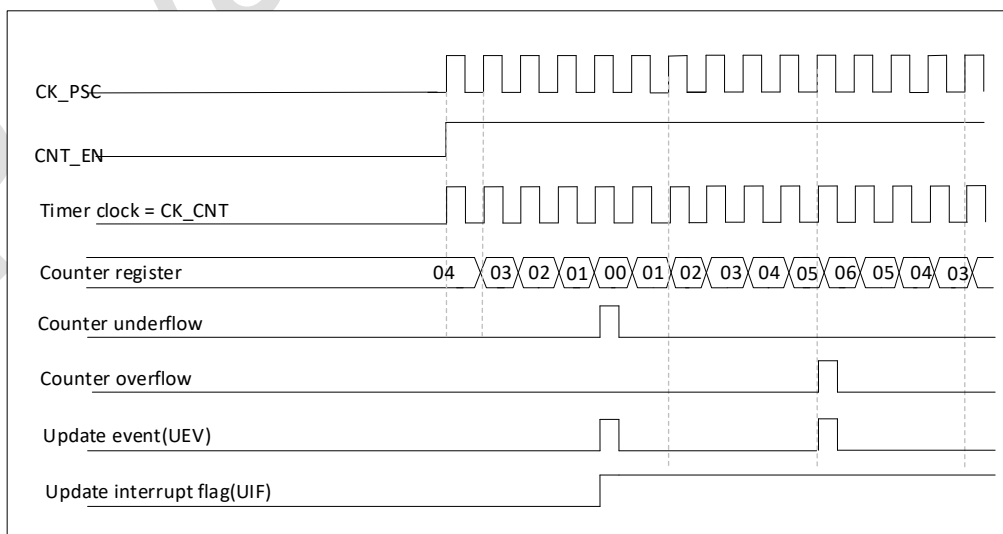 CK_PSC
CNT_EN
Timer clock = CK_CNT
Counter register 04 03 02 01 00 01 02 03 04 05 06 05 04 03
Counter underflow
Counter overflow
Update event(UEV)
Update interrupt flag(UIF)